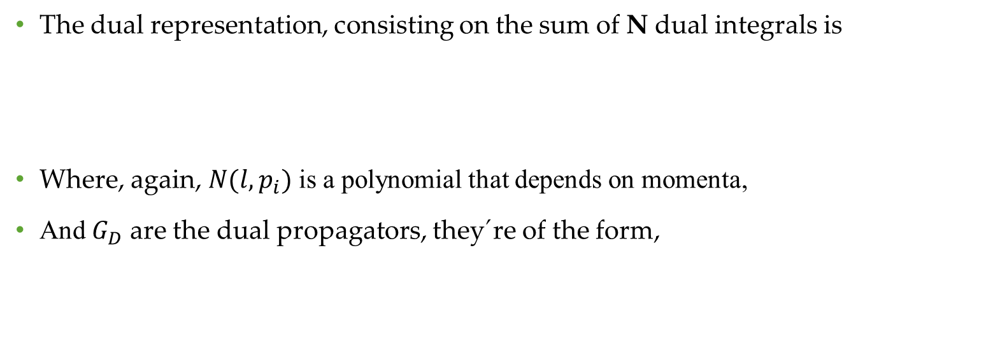 • The dual representation, consisting on the sum of N dual integrals is
• Where, again, N(l, pᵢ) is a polynomial that depends on momenta,
• And G_D are the dual propagators, they´re of the form,